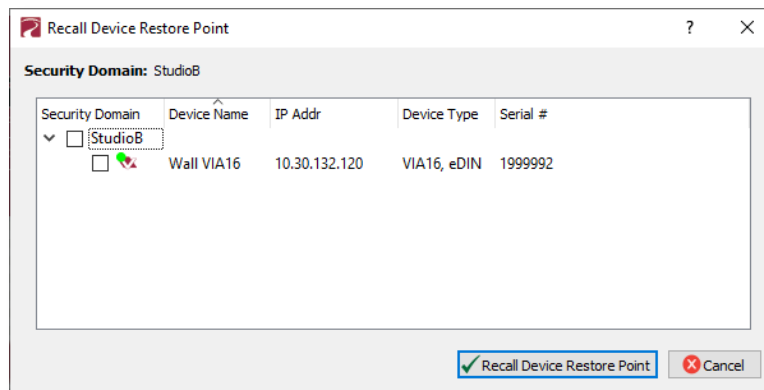 Recall Device Restore Point ?
Security Domain: StudioB
Security Domain Device Name IP Addr Device Type Serial #
StudioB
Wall VIA16 10.30.132.120 VIA16, eDIN 1999992
Recall Device Restore Point Cancel